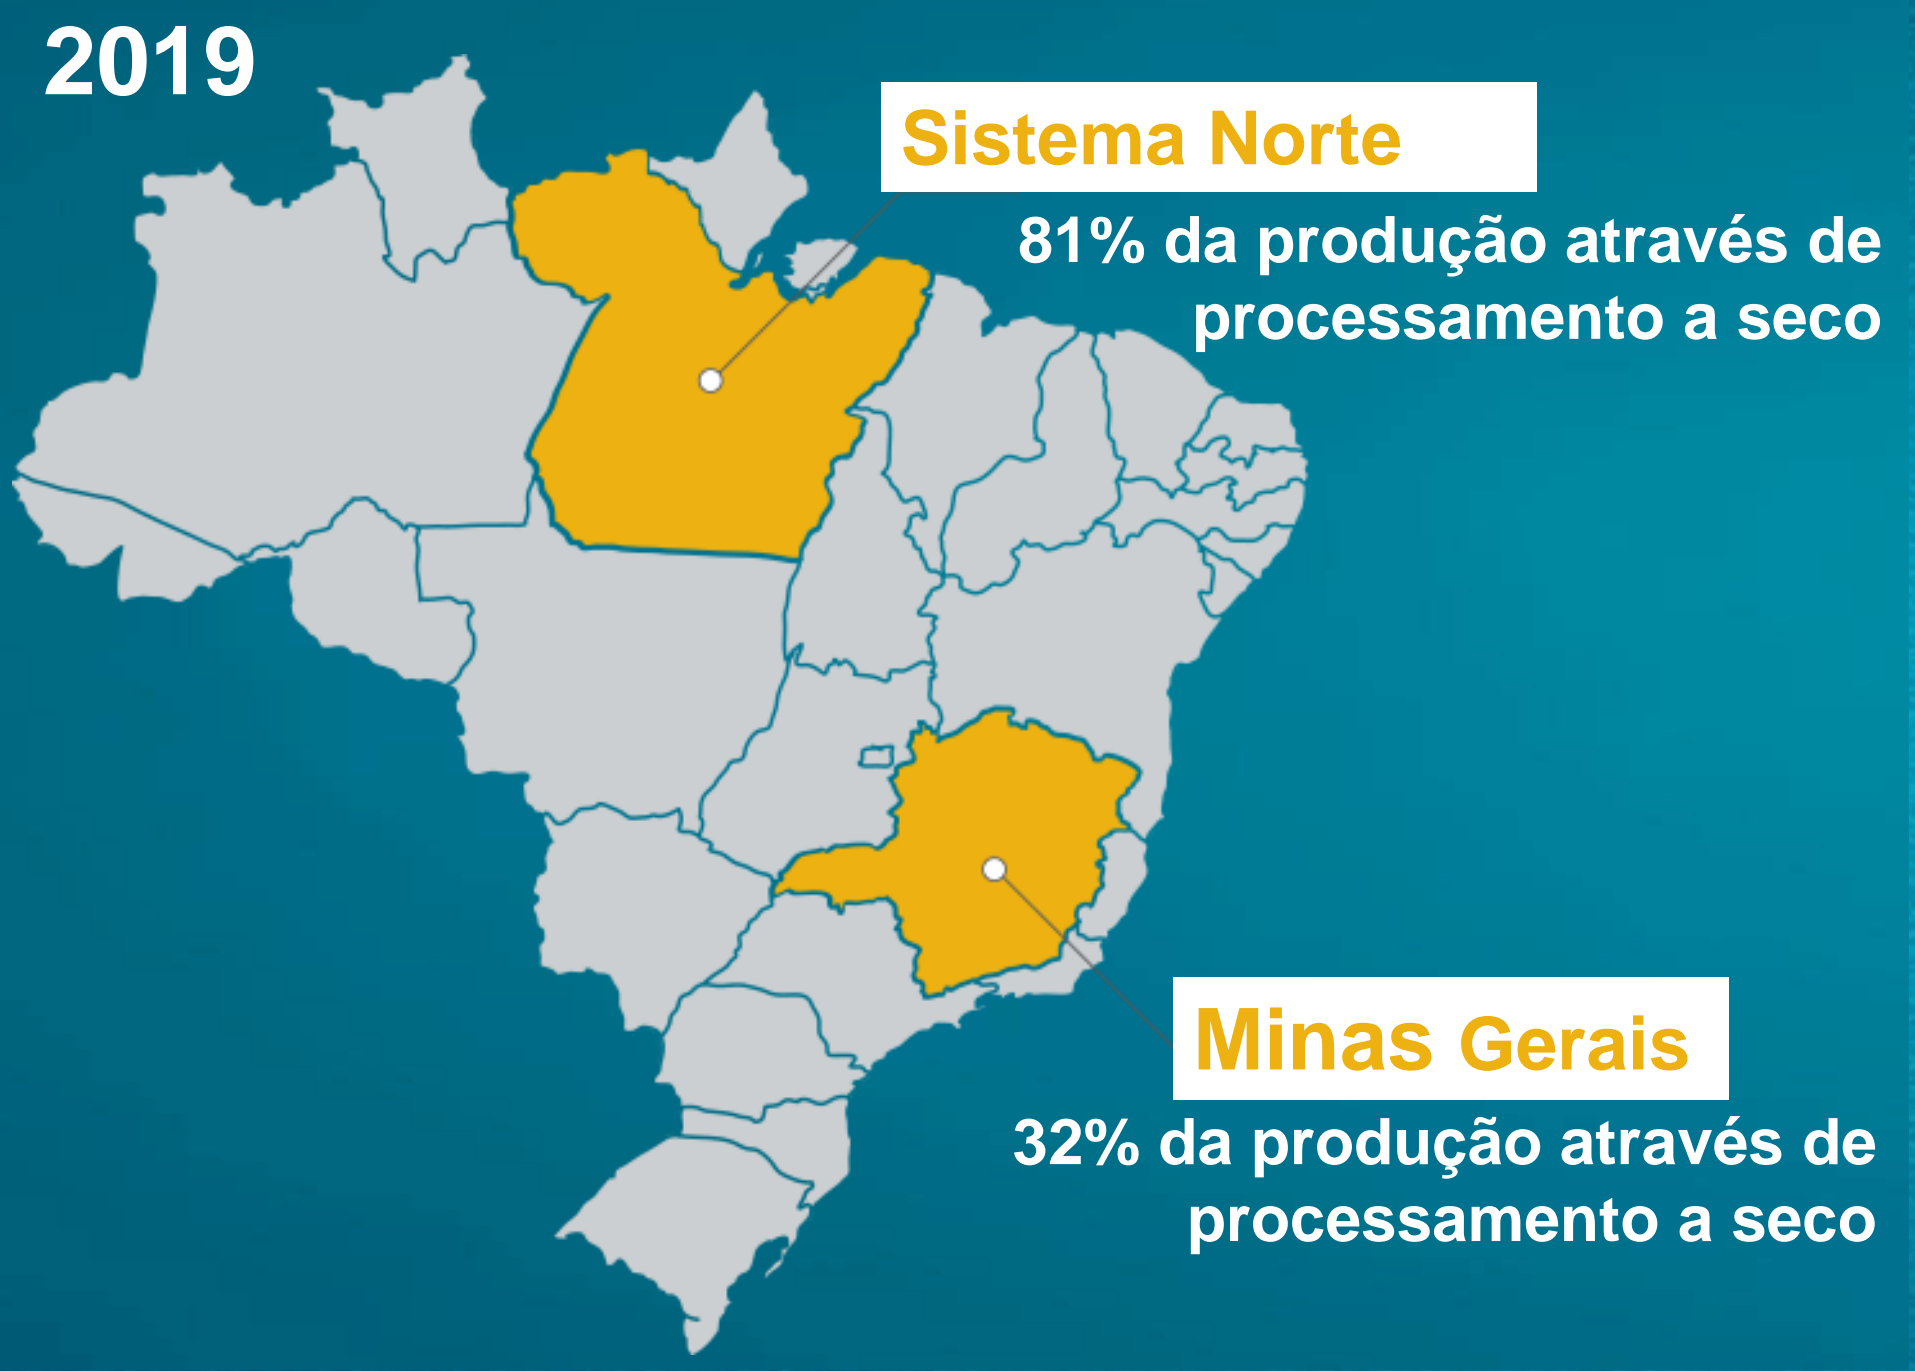 2019
Sistema Norte
81% da produção através de
processamento a seco
Minas Gerais
32% da produção através de
processamento a seco